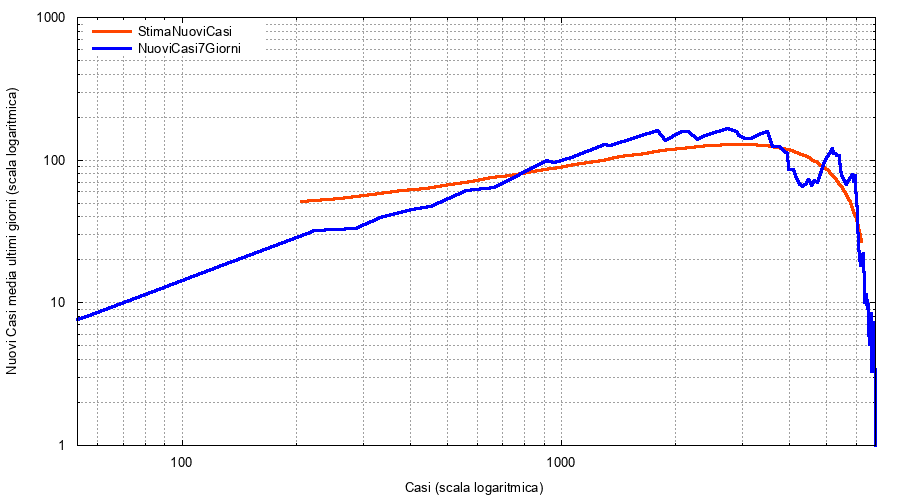 1000
StimaNuoviCasi
NuoviCasi7Giorni
100
10
1
100
1000
Nuovi Casi media ultimi giorni (scala logaritmica)
Casi (scala logaritmica)